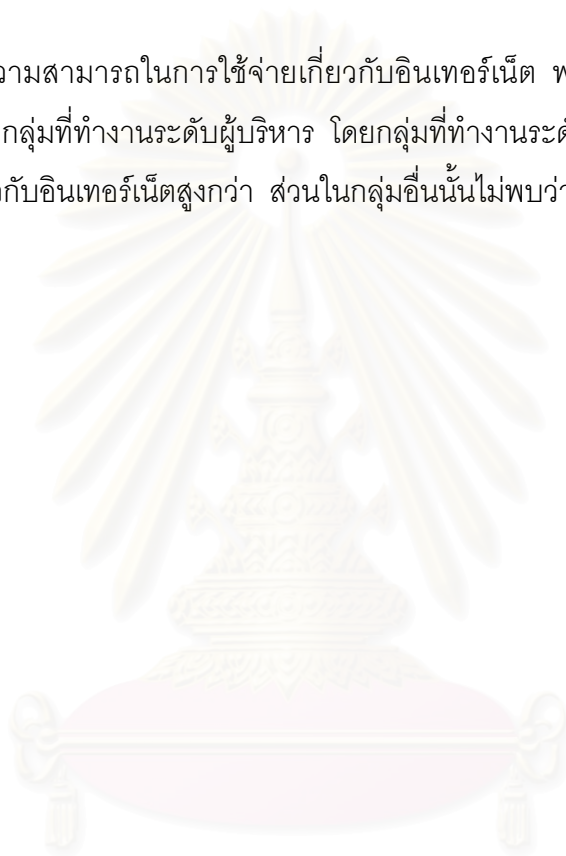 วามสามารถในการใช้จ่ายเกี่ยวกับอินเทอร์เน็ต
กลุ่มที่ทำงานระดับผู้บริหาร โดยกลุ่มที่ทำงานระดั
กับอินเทอร์เน็ตสูงกว่า ส่วนในกลุ่มอื่นนั้นไม่พบว่า